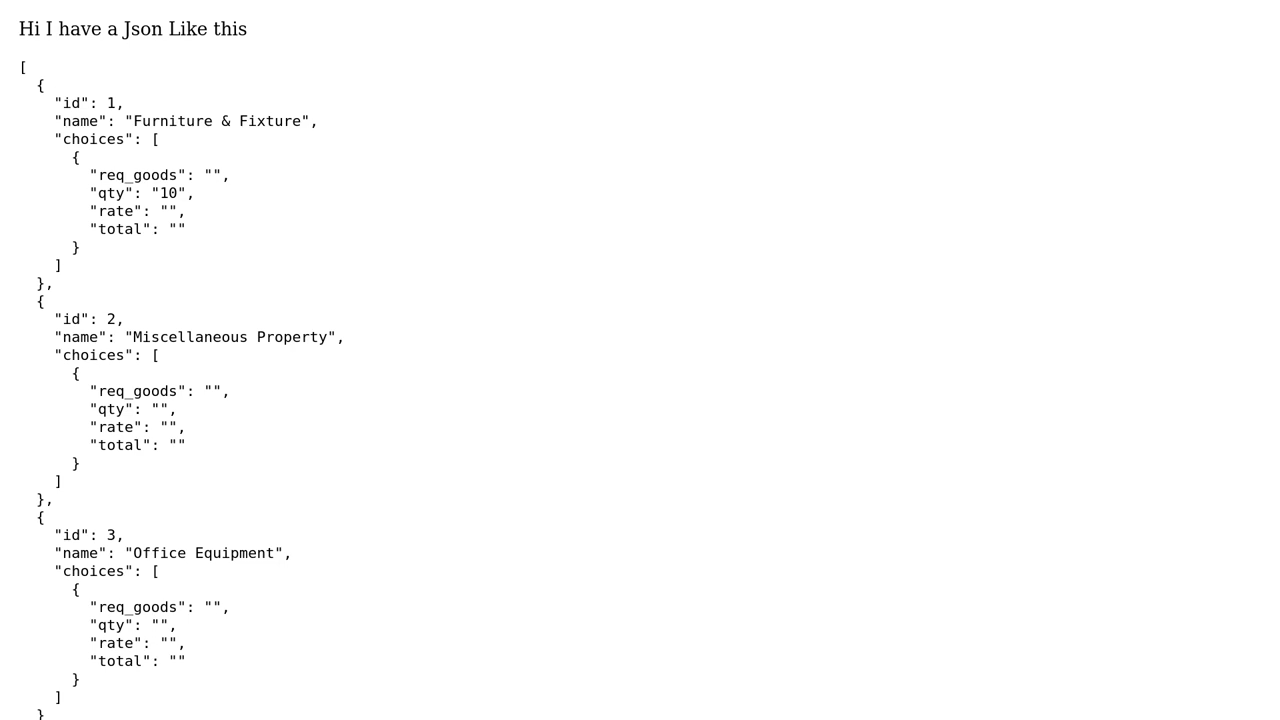 Hi I have a Json Like this
[
  {
    "id": 1,
    "name": "Furniture & Fixture",
    "choices": [
      {
        "req_goods": "",
        "qty": "10",
        "rate": "",
        "total": ""
      }
    ]
  },
  {
    "id": 2,
    "name": "Miscellaneous Property",
    "choices": [
      {
        "req_goods": "",
        "qty": "",
        "rate": "",
        "total": ""
      }
    ]
  },
  {
    "id": 3,
    "name": "Office Equipment",
    "choices": [
      {
        "req_goods": "",
        "qty": "",
        "rate": "",
        "total": ""
      }
    ]
  }